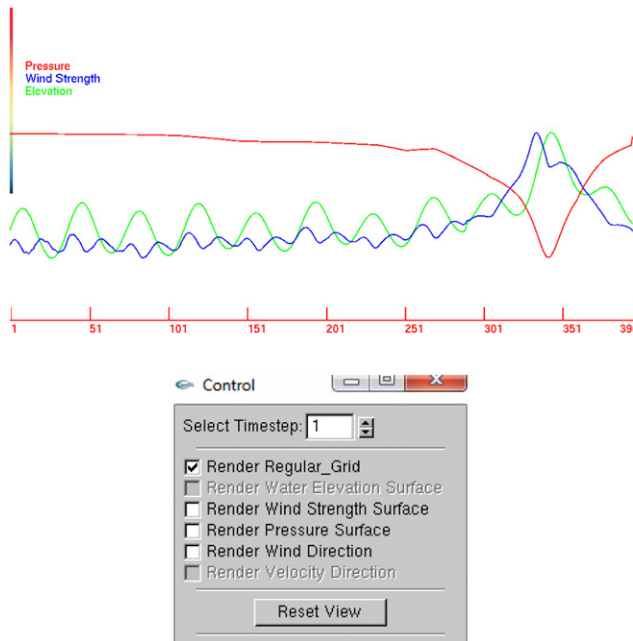 Pressure
Wind Strength
Elevation
1 51 101 151 201 251 301 351
Control
Select Timestep: 1
Render Regular_Grid
Render Water Elevation Surface
Render Wind Strength Surface
Render Pressure Surface
Render Wind Direction
Render Velocity Direction
Reset View